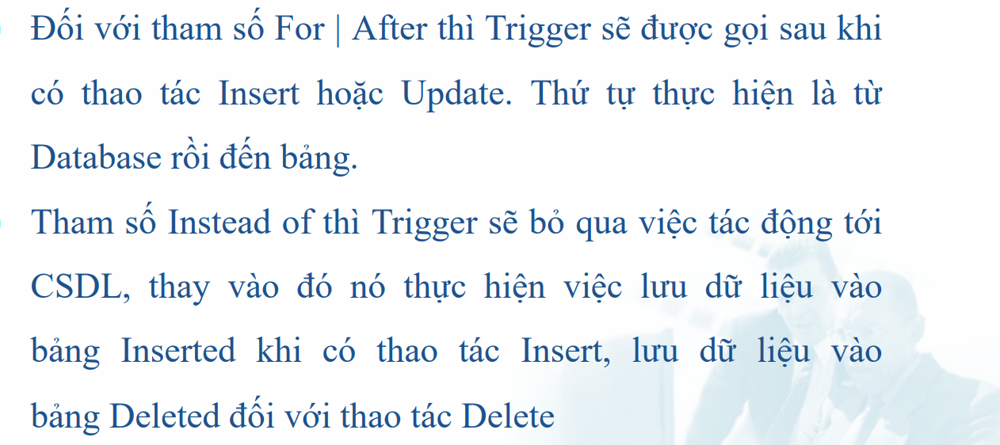 Đối với tham số For | After thì Trigger sẽ được gọi sau khi
có thao tác Insert hoặc Update. Thứ tự thực hiện là từ
Database rồi đến bảng.
Tham số Instead of thì Trigger sẽ bỏ qua việc tác động tới
CSDL, thay vào đó nó thực hiện việc lưu dữ liệu vào
bảng Inserted khi có thao tác Insert, lưu dữ liệu vào
bảng Deleted đối với thao tác Delete